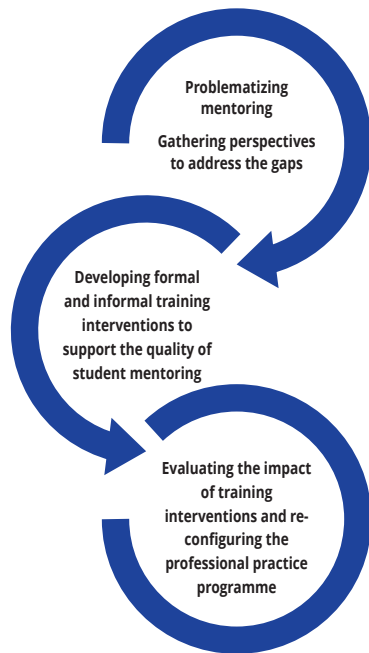 Problematizing
mentoring
Gathering perspectives
to address the gaps
Developing formal
and informal training
interventions to
support the quality of
student mentoring
Evaluating the impact
of training
interventions and re-
configuring the
professional practice
programme